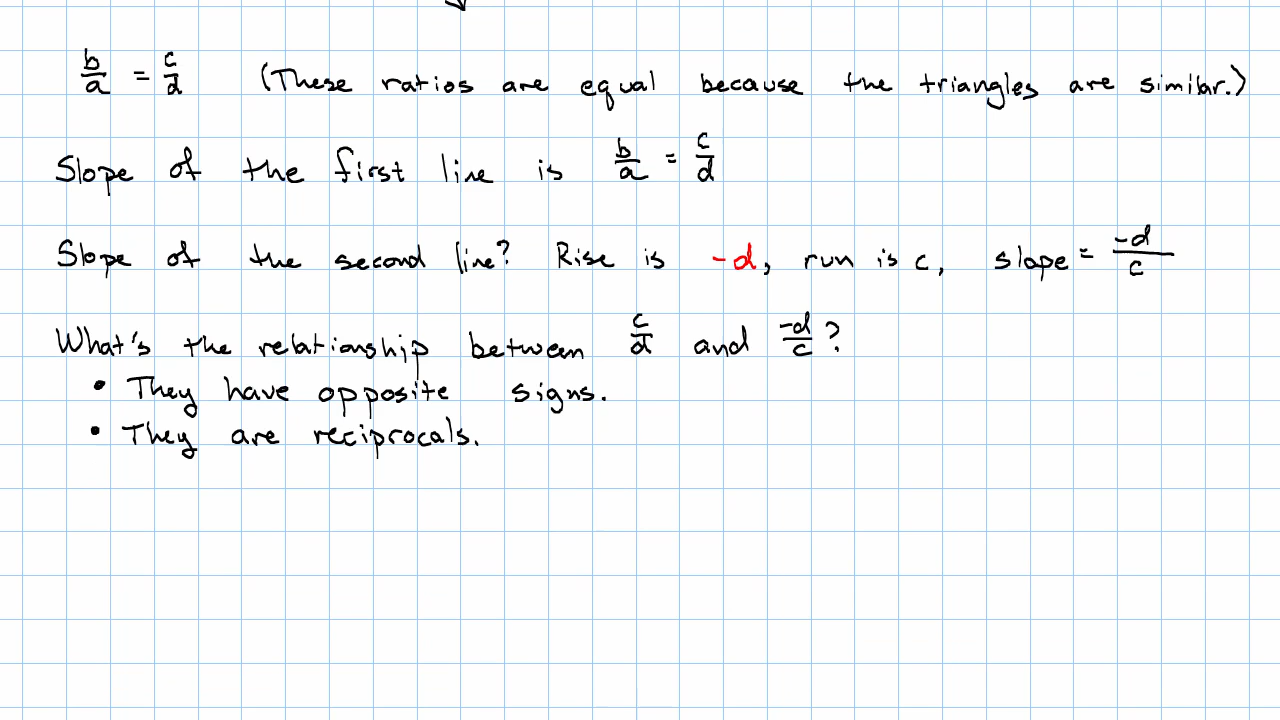 b/a = c/d (These ratios are equal because the triangles are similar.)
Slope of the first line is b/a = c/d
Slope of the second line? Rise is -d, run is c, slope = -d/c
What's the relationship between c/d and -d/c?
• They have opposite signs.
• They are reciprocals.